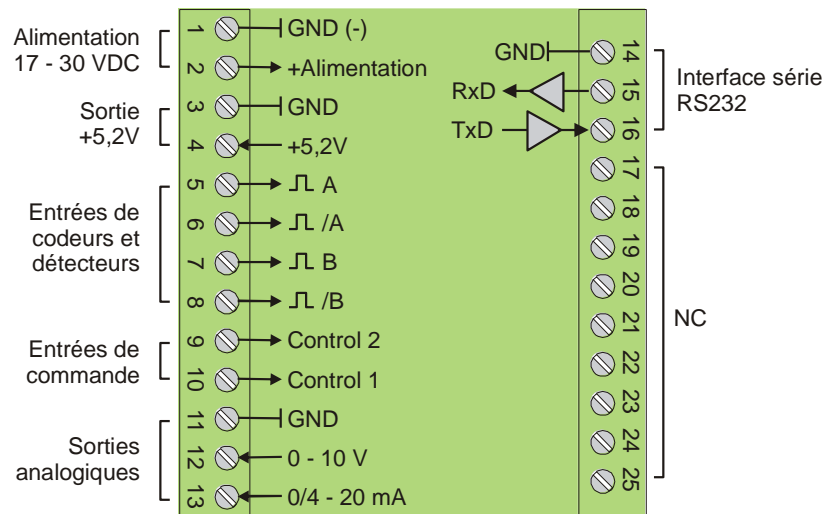 Alimentation
17 - 30 VDC
Sortie
+5,2V
Entrées de
codeurs et
détecteurs
Entrées de
commande
Sorties
analogiques
1 GND (-)
2 +Alimentation
3 GND
4 +5,2V
5 A
6 /A
7 B
8 /B
9 Control 2
10 Control 1
11 GND
12 0 - 10 V
13 0/4 - 20 mA
GND 14
RxD 15
TxD 16
17
18
19
20
21
22
23
24
25
Interface série
RS232
NC